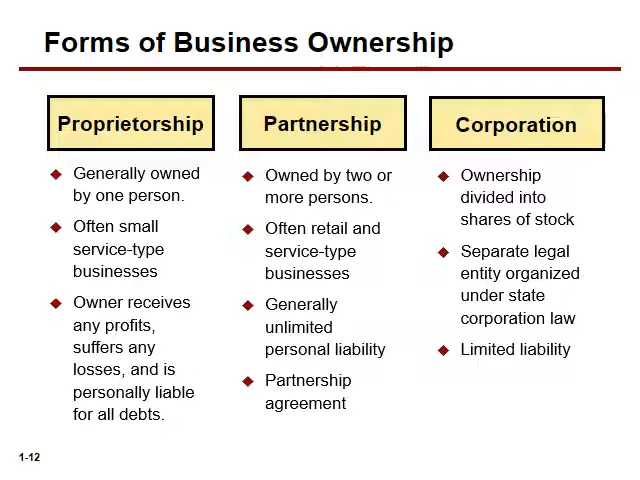 Forms of Business Ownership
Proprietorship
Generally owned
by one person.
Often small
service-type
businesses
Owner receives
any profits,
suffers any
losses, and is
personally liable
for all debts.
Partnership
Owned by two or
more persons.
Often retail and
service-type
businesses
Generally
unlimited
personal liability
Partnership
agreement
Corporation
Ownership
divided into
shares of stock
Separate legal
entity organized
under state
corporation law
Limited liability
1-12